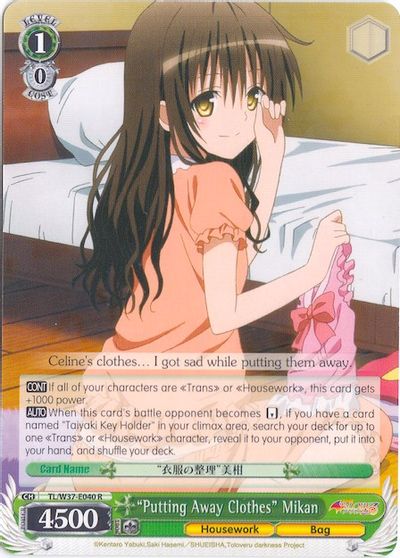 LEVEL
1
0
COST
Celine's clothes... I got sad while putting them away.
CONT If all of your characters are «Trans» or «Housework», this card gets
+1000 power.
AUTO When this card's battle opponent becomes [ ], if you have a card
named "Taiyaki Key Holder" in your climax area, search your deck for up to
one «Trans» or «Housework» character, reveal it to your opponent, put it into
your hand, and shuffle your deck.
Card Name
"衣服の整理"美柑
CH TL/W37-E040 R
"Putting Away Clothes" Mikan
4500
Housework
Bag
©Kentaro Yabuki,Saki Hasemi／SHUEISHA,Toloveru darkness Project